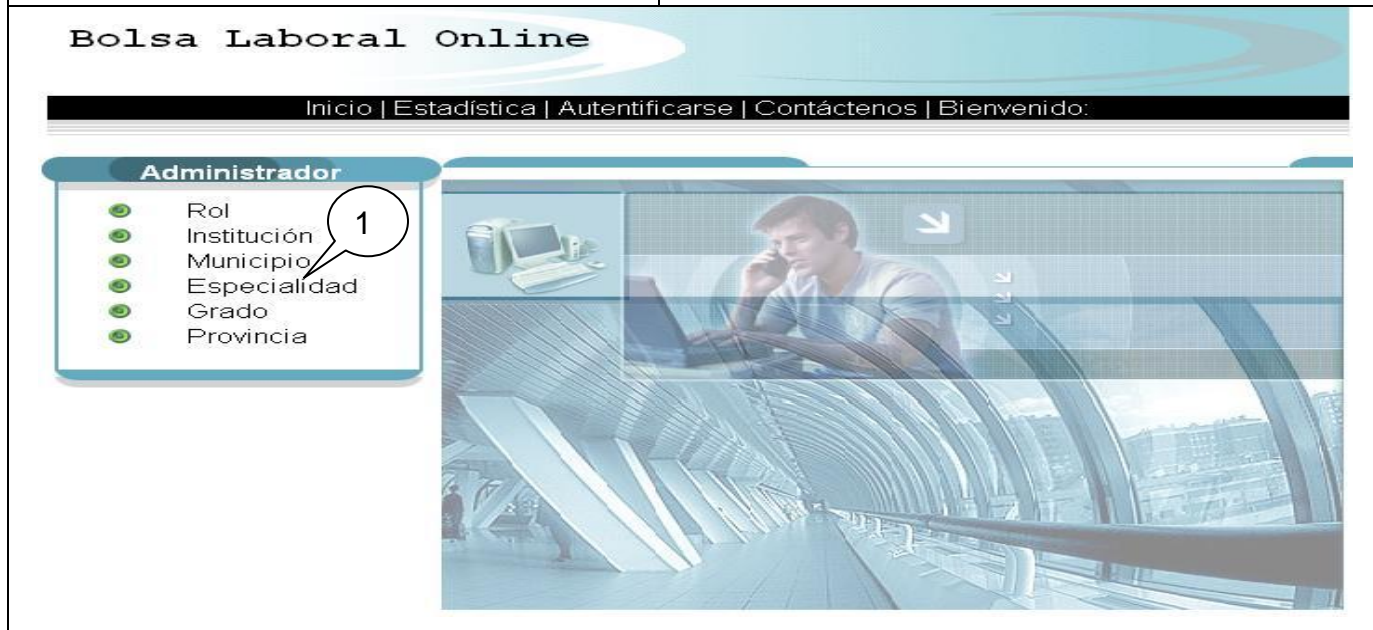 Bolsa Laboral Online
Inicio | Estadística | Autentificarse | Contáctenos | Bienvenido:
Administrador
Rol
1
Institución
Municipio
Especialidad
Grado
Provincia